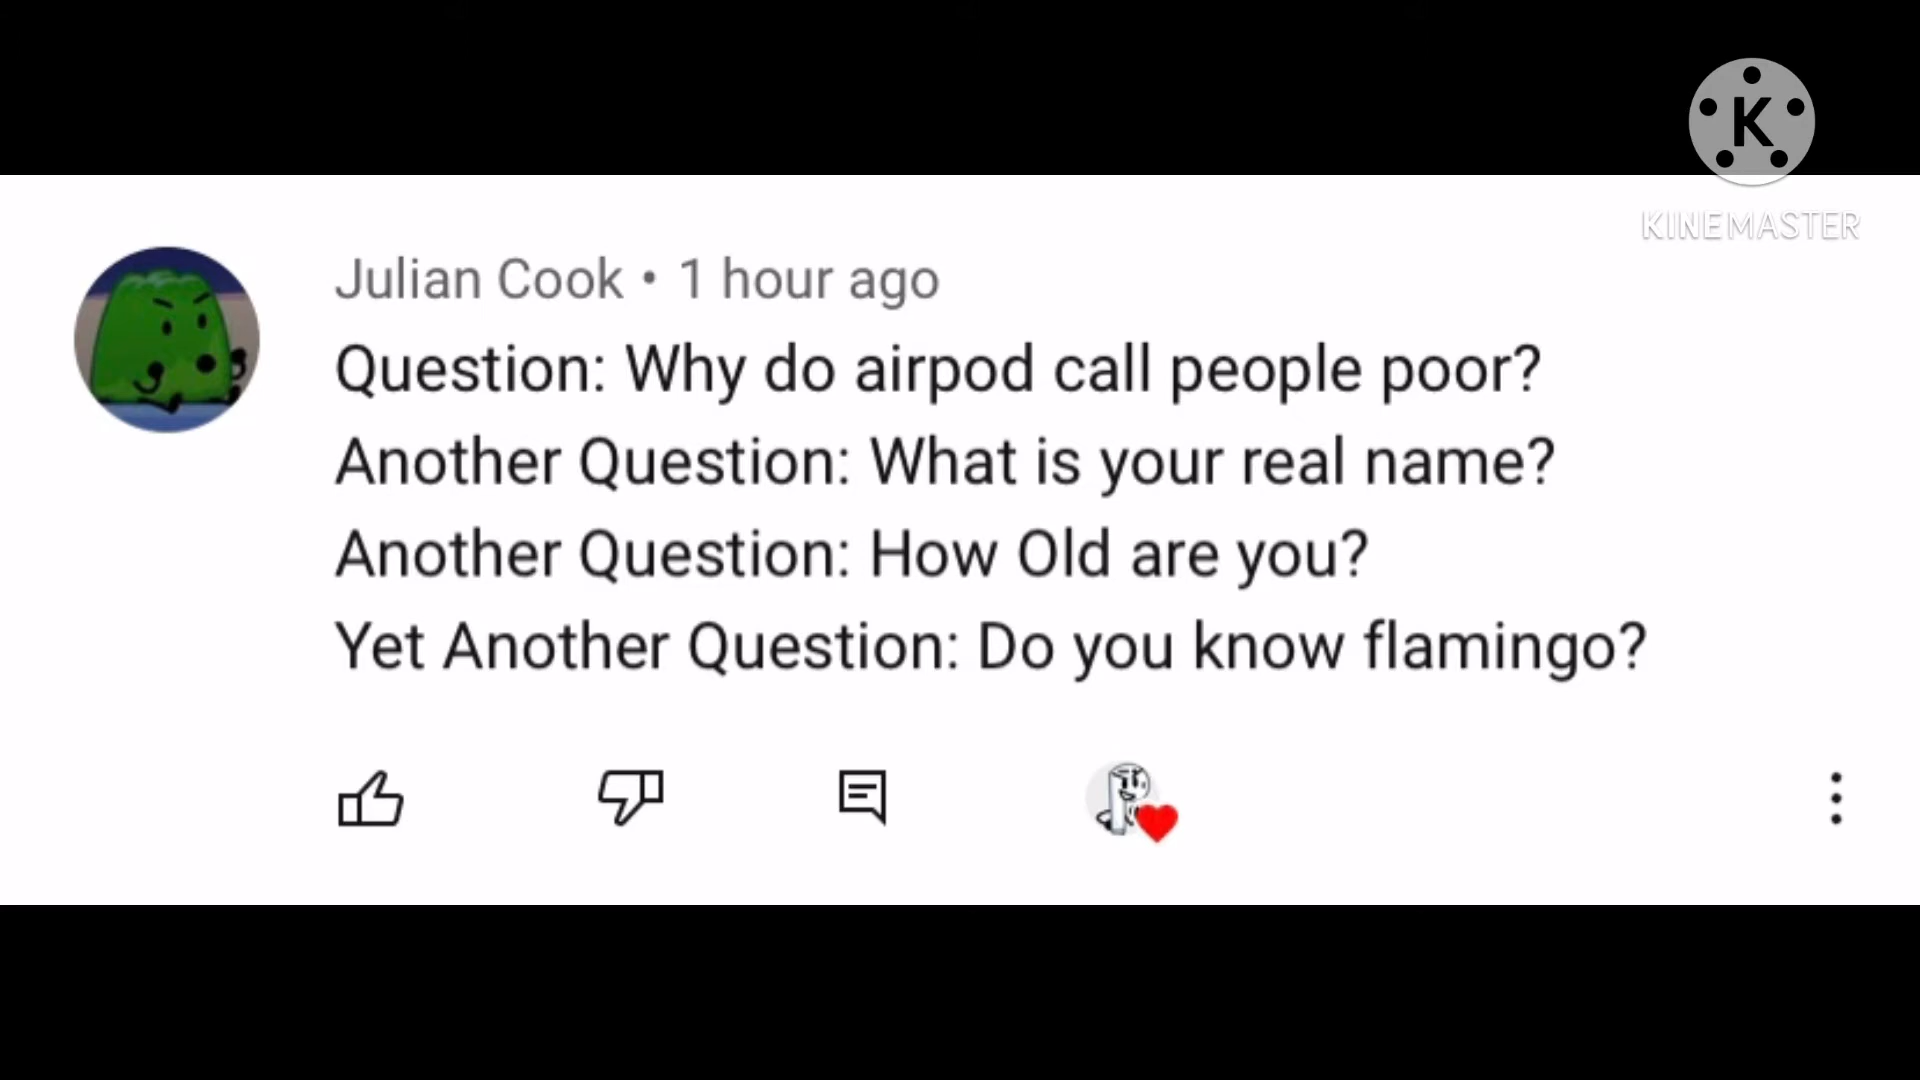 K
KINEMASTER
Julian Cook • 1 hour ago
Question: Why do airpod call people poor?
Another Question: What is your real name?
Another Question: How Old are you?
Yet Another Question: Do you know flamingo?